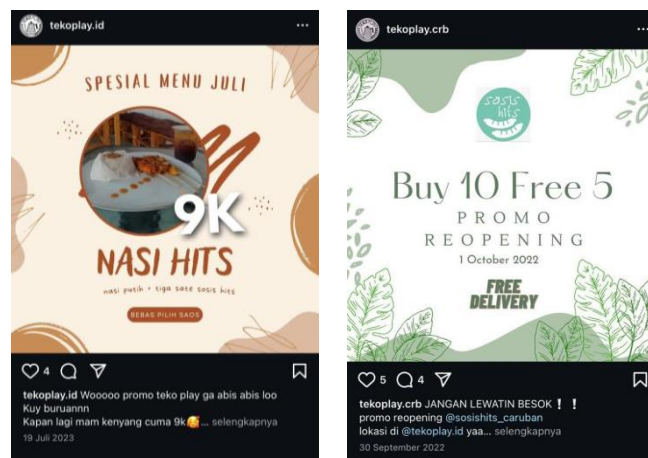 tekoplay.id
SPESIAL MENU JULI
9K
NASI HITS
nasi putih + tiga sate sosis hits
BEBAS PILIH SAOS
4
tekoplay.id Wooooo promo teko play ga abis abis loo
Kuy buruannn
Kapan lagi mam kenyang cuma 9k🥰... selengkapnya
19 Juli 2023
tekoplay.crb
sosis
hits
Buy 10 Free 5
PROMO
REOPENING
1 October 2022
FREE
DELIVERY
5 4
tekoplay.crb JANGAN LEWATIN BESOK❗❗
promo reopening @sosishits_caruban
lokasi di @tekoplay.id yaa... selengkapnya
30 September 2022